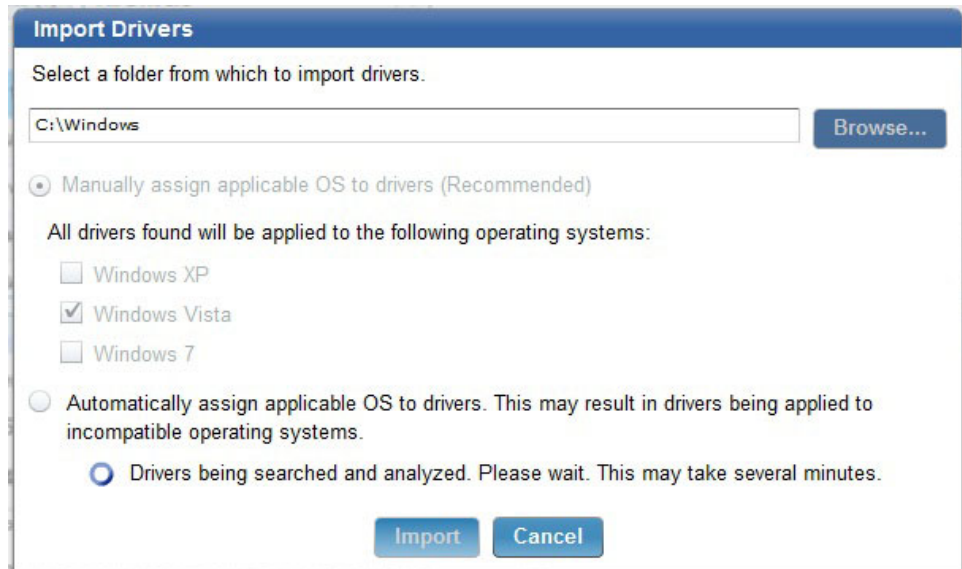 Import Drivers
Select a folder from which to import drivers.
C:\Windows
Browse...
Manually assign applicable OS to drivers (Recommended)
All drivers found will be applied to the following operating systems:
Windows XP
Windows Vista
Windows 7
Automatically assign applicable OS to drivers. This may result in drivers being applied to
incompatible operating systems.
Drivers being searched and analyzed. Please wait. This may take several minutes.
Import
Cancel